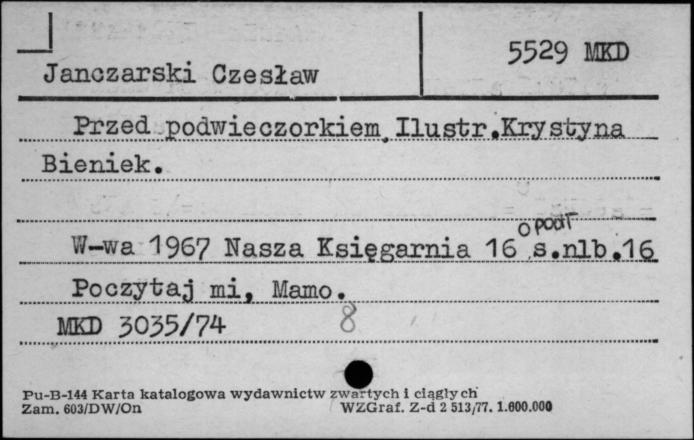 5529 MKD
Janczarski Czesław
Przed podwieczorkiem. Ilustr.Krystyna
Bieniek.
W-wa 1967 Nasza Księgarnia 16° s.nlb.16
Poczytaj mi, Mamo.
MKD 3035/74 8
Pu-B-144 Karta katalogowa wydawnictw zwartych i ciągłych
Zam. 603/DW/On WZGraf. Z-d 2 513/77. 1.600.000